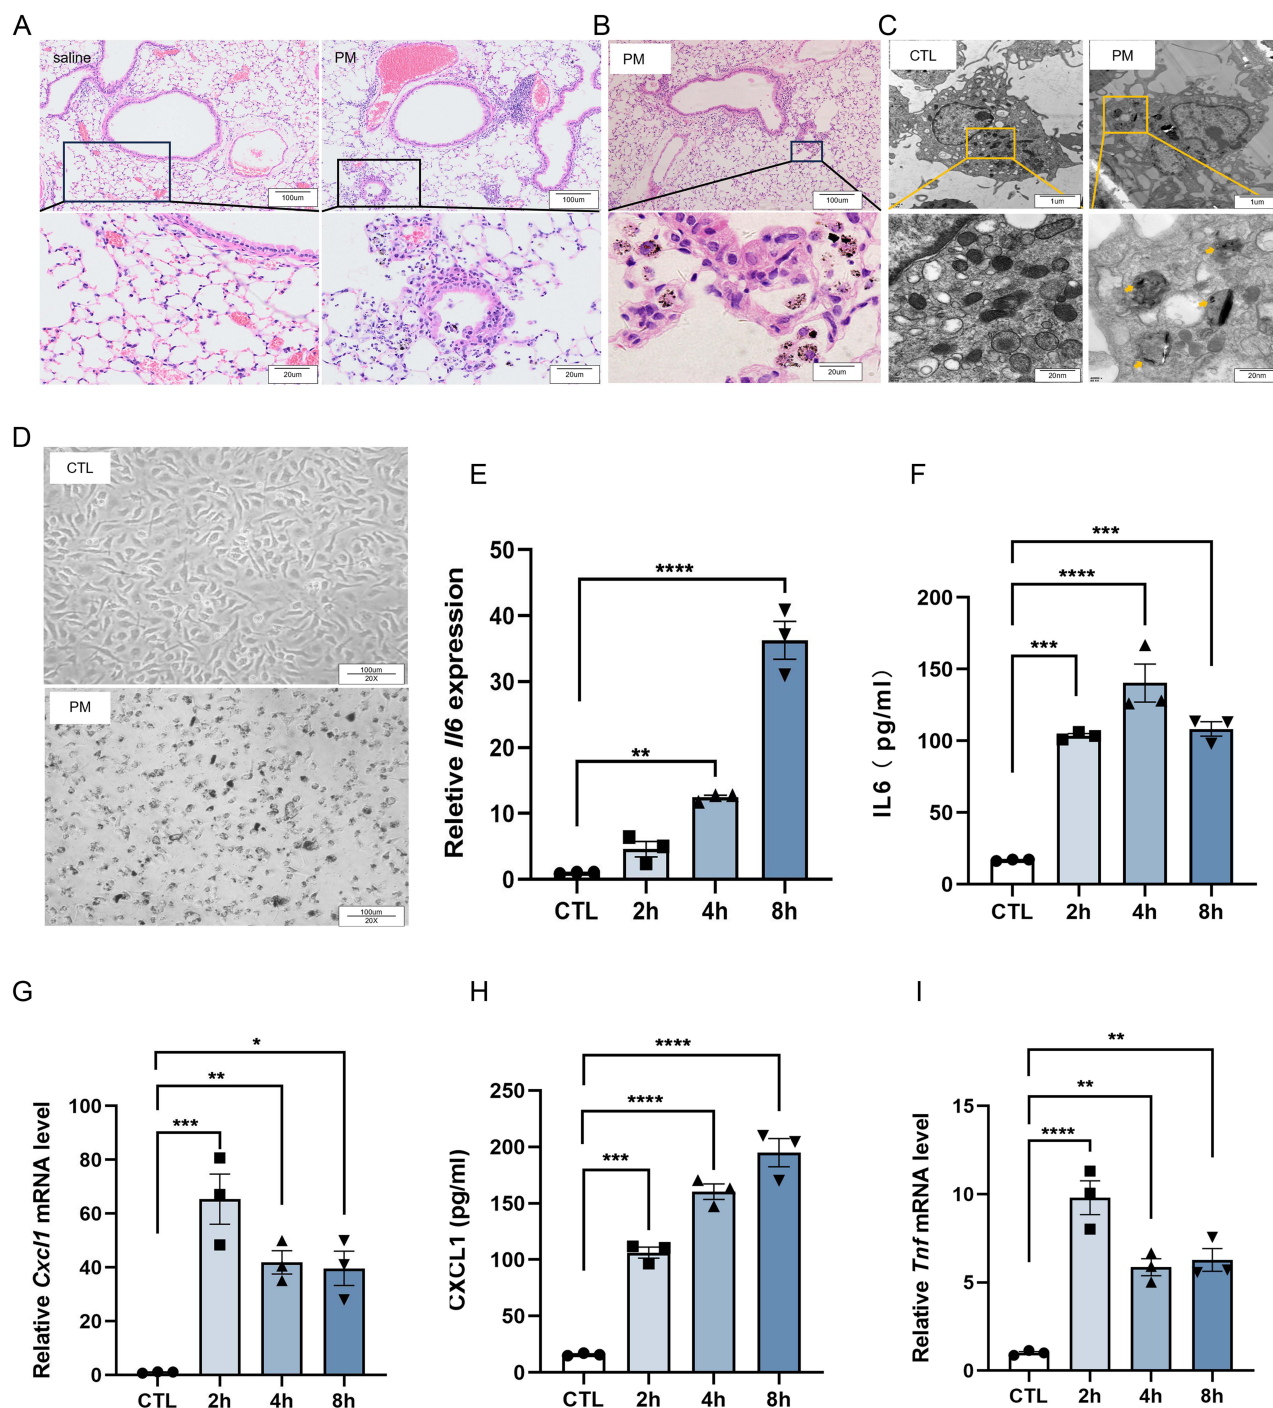 A
saline
PM
100um
100um
20um
20um
B
PM
100um
20um
C
CTL
PM
1um
1um
20nm
20nm
D
CTL
100um
20X
PM
100um
20X
E
Reletive Il6 expression
50
40
30
20
10
0
****
**
CTL 2h 4h 8h
F
IL6 ( pg/ml)
200
150
100
50
0
***
****
***
CTL 2h 4h 8h
G
Relative Cxcl1 mRNA level
100
80
60
40
20
0
*
**
***
CTL 2h 4h 8h
H
CXCL1 (pg/ml)
250
200
150
100
50
0
****
****
***
CTL 2h 4h 8h
I
Relative Tnf mRNA level
15
10
5
0
**
**
****
CTL 2h 4h 8h